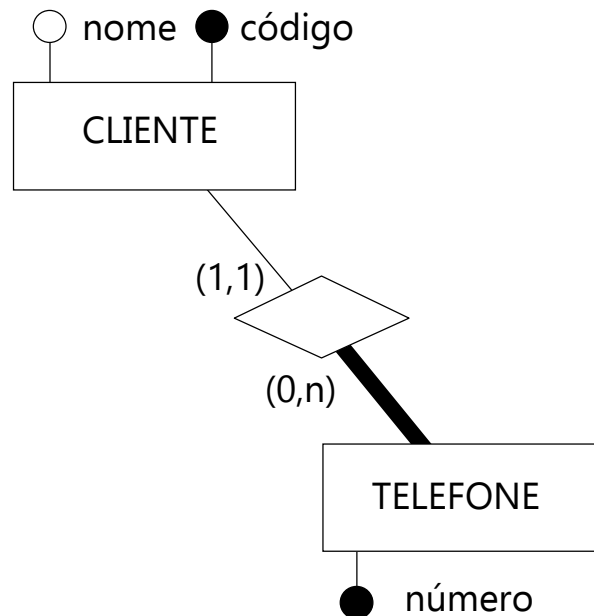 nome código
CLIENTE
(1,1)
(0,n)
TELEFONE
número